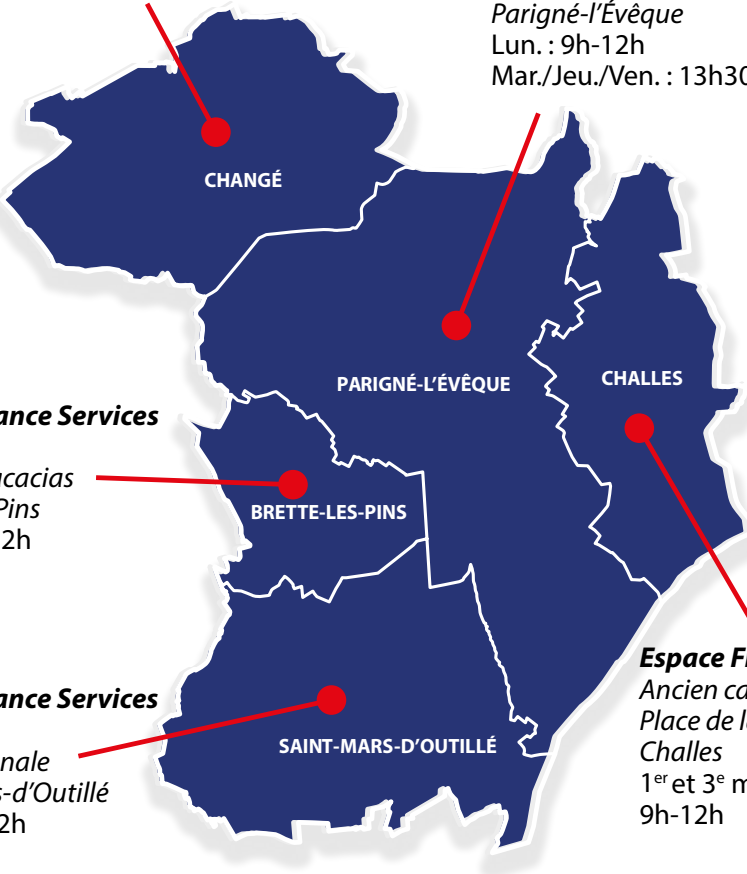 Parigné-l'Évêque
Lun. : 9h-12h
Mar./Jeu./Ven. : 13h30
CHANGÉ
PARIGNÉ-L'ÉVÊQUE
CHALLES
ance Services
acacias
Pins
2h
BRETTE-LES-PINS
ance Services
nale
s-d'Outillé
2h
SAINT-MARS-D'OUTILLÉ
Espace F
Ancien ca
Place de l
Challes
1er et 3e m
9h-12h